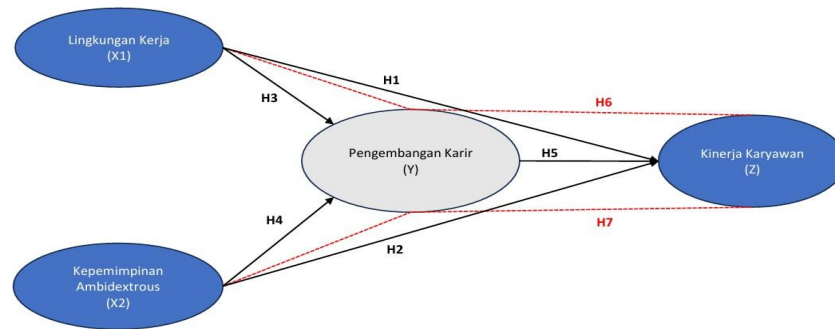 Lingkungan Kerja
(X1)
H1
H3
H6
Pengembangan Karir
(Y)
H5
Kinerja Karyawan
(Z)
H4
H7
H2
Kepemimpinan
Ambidextrous
(X2)